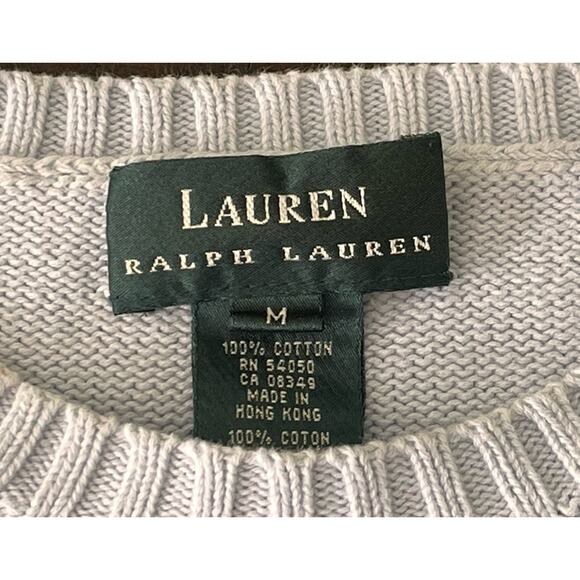 LAUREN
RALPH LAUREN
M
100% COTTON
RN 54050
CA 08349
MADE IN
HONG KONG
100% COTON